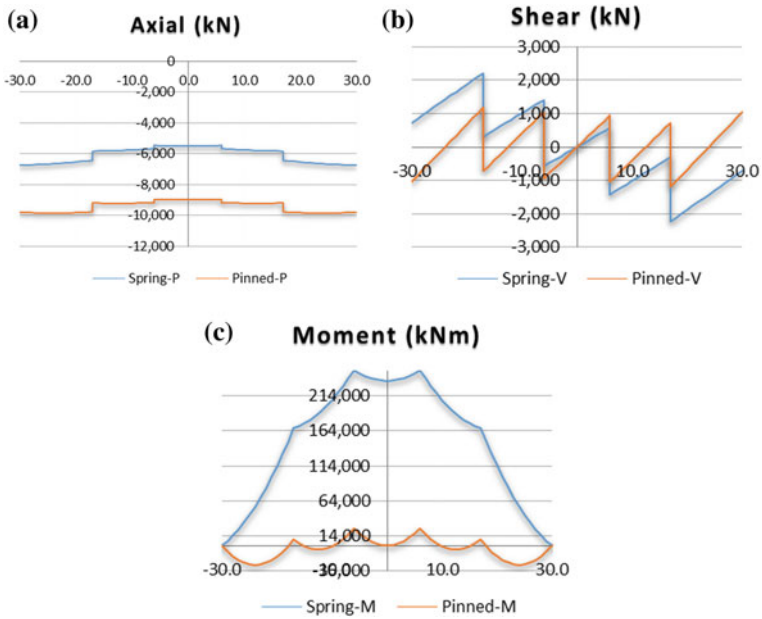 (a)
Axial (kN)
0
-30.0 -20.0 -10.0 0.0 10.0 20.0 30.0
-2,000
-4,000
-6,000
-8,000
-10,000
-12,000
Spring-P Pinned-P
(b)
Shear (kN)
3,000
2,000
1,000
0
-30.0 -10.0 10.0 30.0
-1,000
-2,000
-3,000
Spring-V Pinned-V
(c)
Moment (kNm)
214,000
164,000
114,000
64,000
14,000
-30.0 -36,000 10.0 30.0
Spring-M Pinned-M